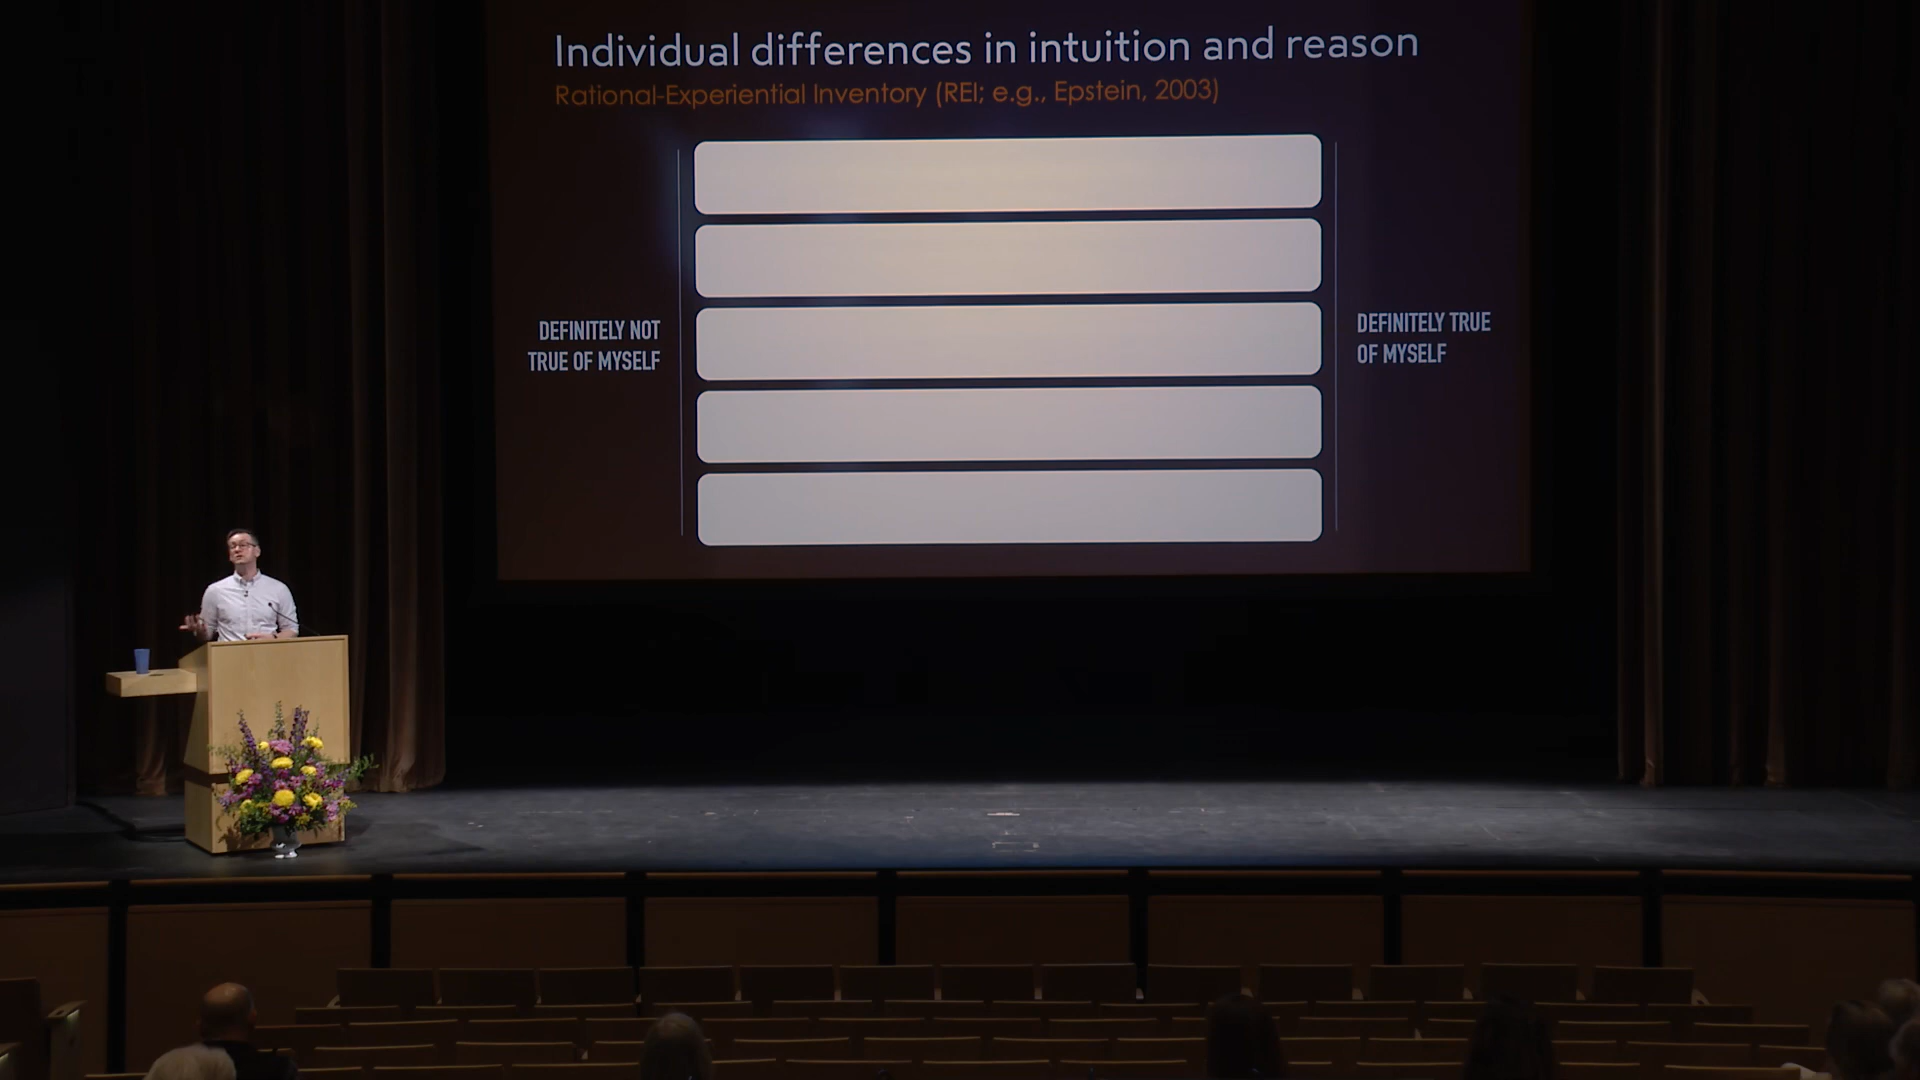 Individual differences in intuition and reason
Rational-Experiential Inventory (REI; e.g., Epstein, 2003)
DEFINITELY NOT
TRUE OF MYSELF
DEFINITELY TRUE
OF MYSELF